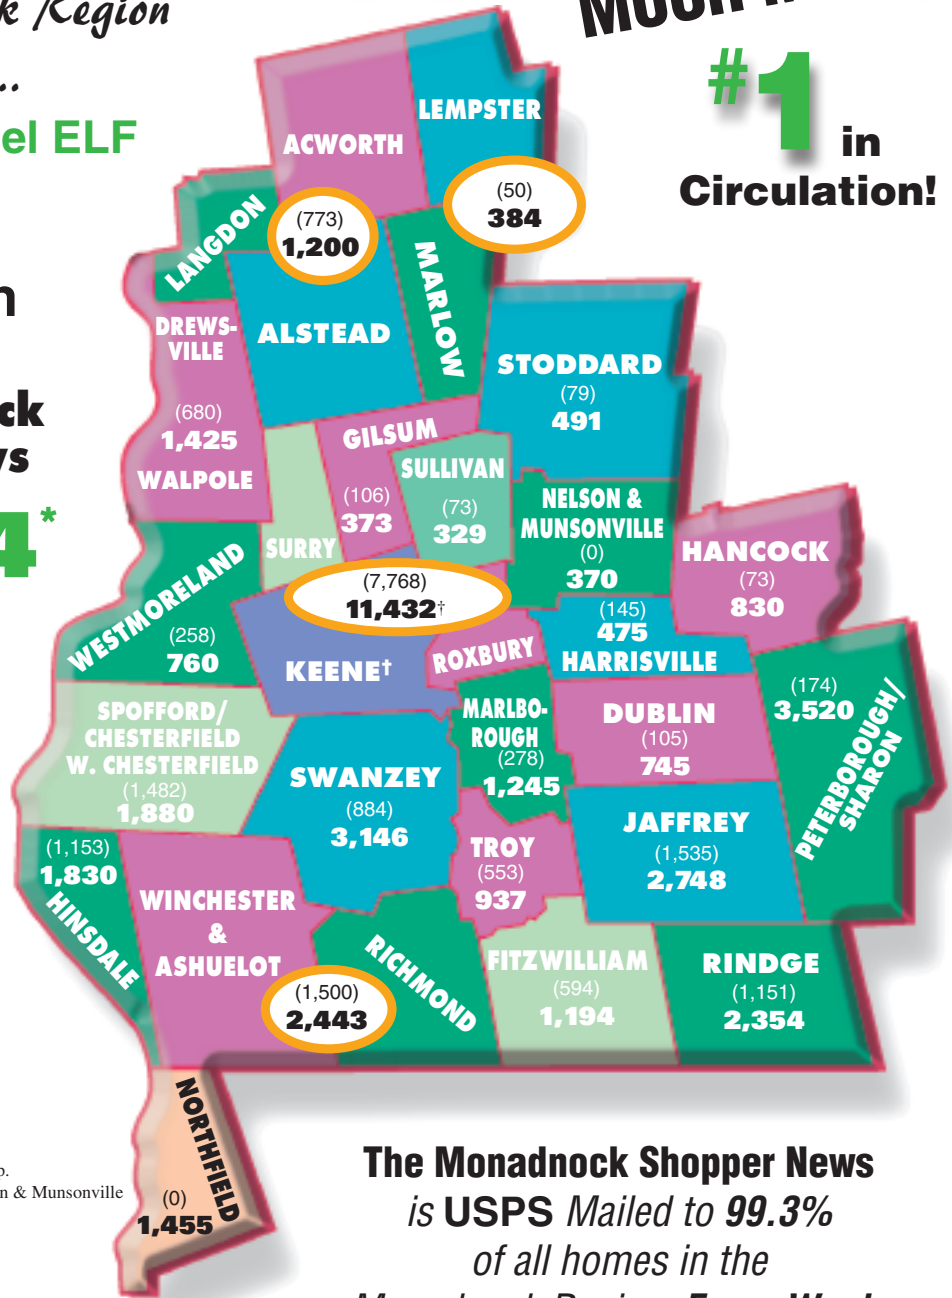 k Region
#1 in
Circulation!
..
el ELF
LEMPSTER
ACWORTH
(50)
384
LANGDON
(773)
1,200
MARLOW
n
DREWS-
VILLE
ALSTEAD
STODDARD
(79)
491
ck
ys
4*
(680)
1,425
WALPOLE
GILSUM
(106)
373
SULLIVAN
(73)
329
NELSON &
MUNSONVILLE
(0)
370
SURRY
HANCOCK
(73)
830
WESTMORELAND
(258)
760
(7,768)
11,432†
KEENE†
ROXBURY
(145)
475
HARRISVILLE
(174)
3,520
PETERBOROUGH/
SHARON
SPOFFORD/
CHESTERFIELD
W. CHESTERFIELD
(1,482)
1,880
MARLBO-
ROUGH
(278)
1,245
DUBLIN
(105)
745
SWANZEY
(884)
3,146
JAFFREY
(1,535)
2,748
TROY
(553)
937
(1,153)
1,830
HINSDALE
WINCHESTER
&
ASHUELOT
(1,500)
2,443
RICHMOND
FITZWILLIAM
(594)
1,194
RINDGE
(1,151)
2,354
NORTHFIELD
(0)
1,455
p.
n & Munsonville
The Monadnock Shopper News
is USPS Mailed to 99.3%
of all homes in the